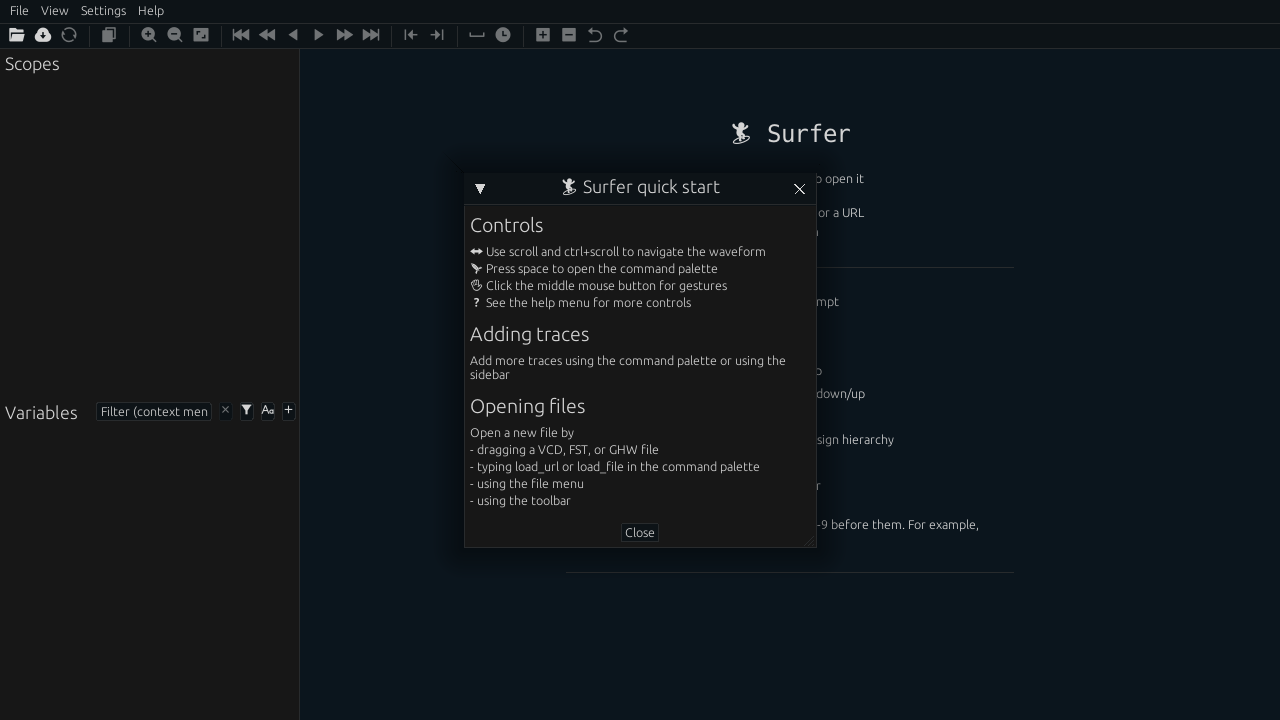 File View Settings Help
Scopes
Surfer
open it
or a URL
Surfer quick start
Controls
Use scroll and ctrl+scroll to navigate the waveform
Press space to open the command palette
Click the middle mouse button for gestures
? See the help menu for more controls
Adding traces
Add more traces using the command palette or using the
sidebar
Opening files
Open a new file by
- dragging a VCD, FST, or GHW file
- typing load_url or load_file in the command palette
- using the file menu
- using the toolbar
Close
down/up
hierarchy
-9 before them. For example,
Variables Filter (context men